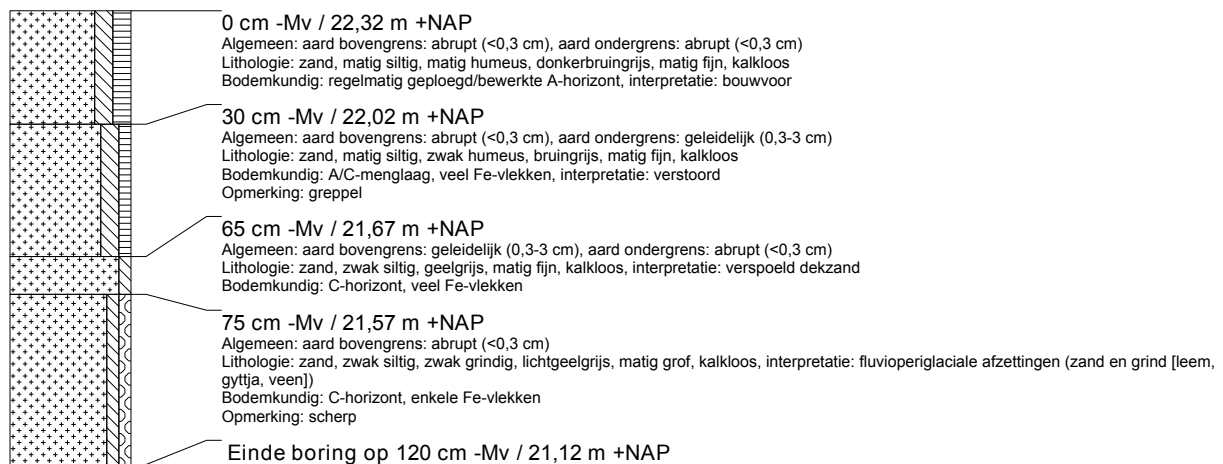 0 cm -Mv / 22,32 m +NAP
Algemeen: aard bovengrens: abrupt (<0,3 cm), aard ondergrens: abrupt (<0,3 cm)
Lithologie: zand, matig siltig, matig humeus, donkerbruingrijs, matig fijn, kalkloos
Bodemkundig: regelmatig geploegd/bewerkte A-horizont, interpretatie: bouwvoor
30 cm -Mv / 22,02 m +NAP
Algemeen: aard bovengrens: abrupt (<0,3 cm), aard ondergrens: geleidelijk (0,3-3 cm)
Lithologie: zand, matig siltig, zwak humeus, bruingrijs, matig fijn, kalkloos
Bodemkundig: A/C-menglaag, veel Fe-vlekken, interpretatie: verstoord
Opmerking: greppel
65 cm -Mv / 21,67 m +NAP
Algemeen: aard bovengrens: geleidelijk (0,3-3 cm), aard ondergrens: abrupt (<0,3 cm)
Lithologie: zand, zwak siltig, geelgrijs, matig fijn, kalkloos, interpretatie: verspoeld dekzand
Bodemkundig: C-horizont, veel Fe-vlekken
75 cm -Mv / 21,57 m +NAP
Algemeen: aard bovengrens: abrupt (<0,3 cm)
Lithologie: zand, zwak siltig, zwak grindig, lichtgeelgrijs, matig grof, kalkloos, interpretatie: fluvioperiglaciale afzettingen (zand en grind [leem,
gyttja, veen])
Bodemkundig: C-horizont, enkele Fe-vlekken
Opmerking: scherp
Einde boring op 120 cm -Mv / 21,12 m +NAP